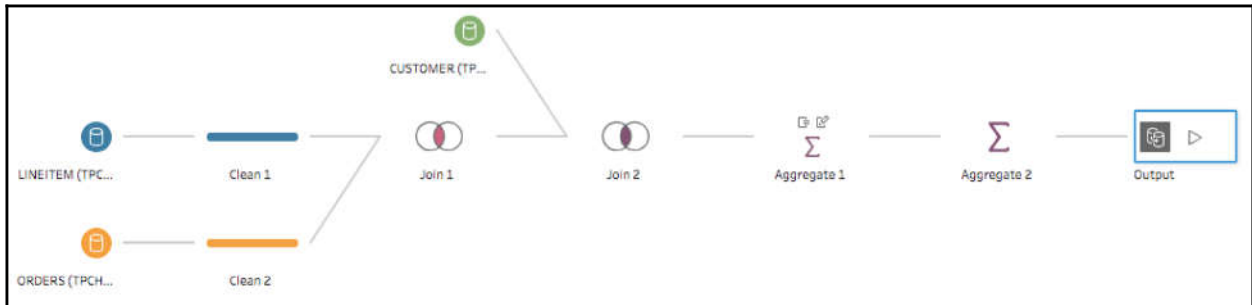 CUSTOMER (TP...
LINEITEM (TPC...
Clean 1
Join 1
Join 2
Aggregate 1
Aggregate 2
Output
ORDERS (TPCH...
Clean 2